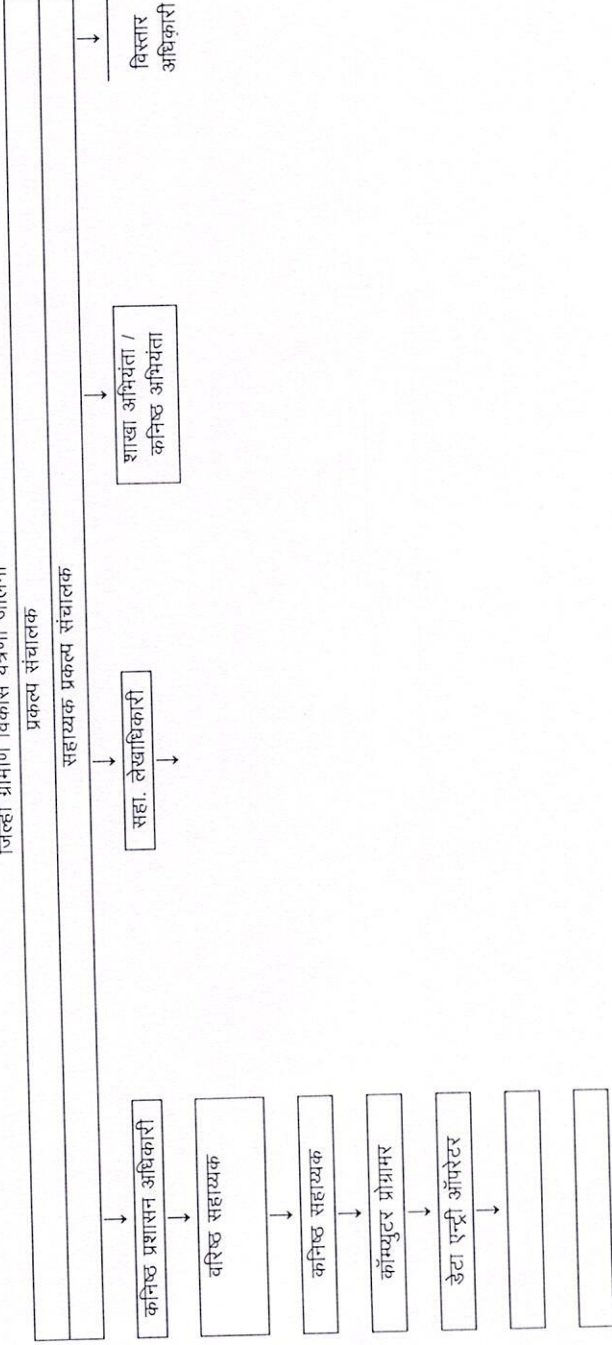 जिल्हा ग्रामीण विकास यंत्रणा जालना
प्रकल्प संचालक
सहाय्यक प्रकल्प संचालक
कनिष्ठ प्रशासन अधिकारी
वरिष्ठ सहाय्यक
कनिष्ठ सहाय्यक
कॉम्प्युटर प्रोग्रामर
डेटा एन्ट्री ऑपरेटर
सहा. लेखाधिकारी
शाखा अभियंता /
कनिष्ठ अभियंता
विस्तार
अधिकारी